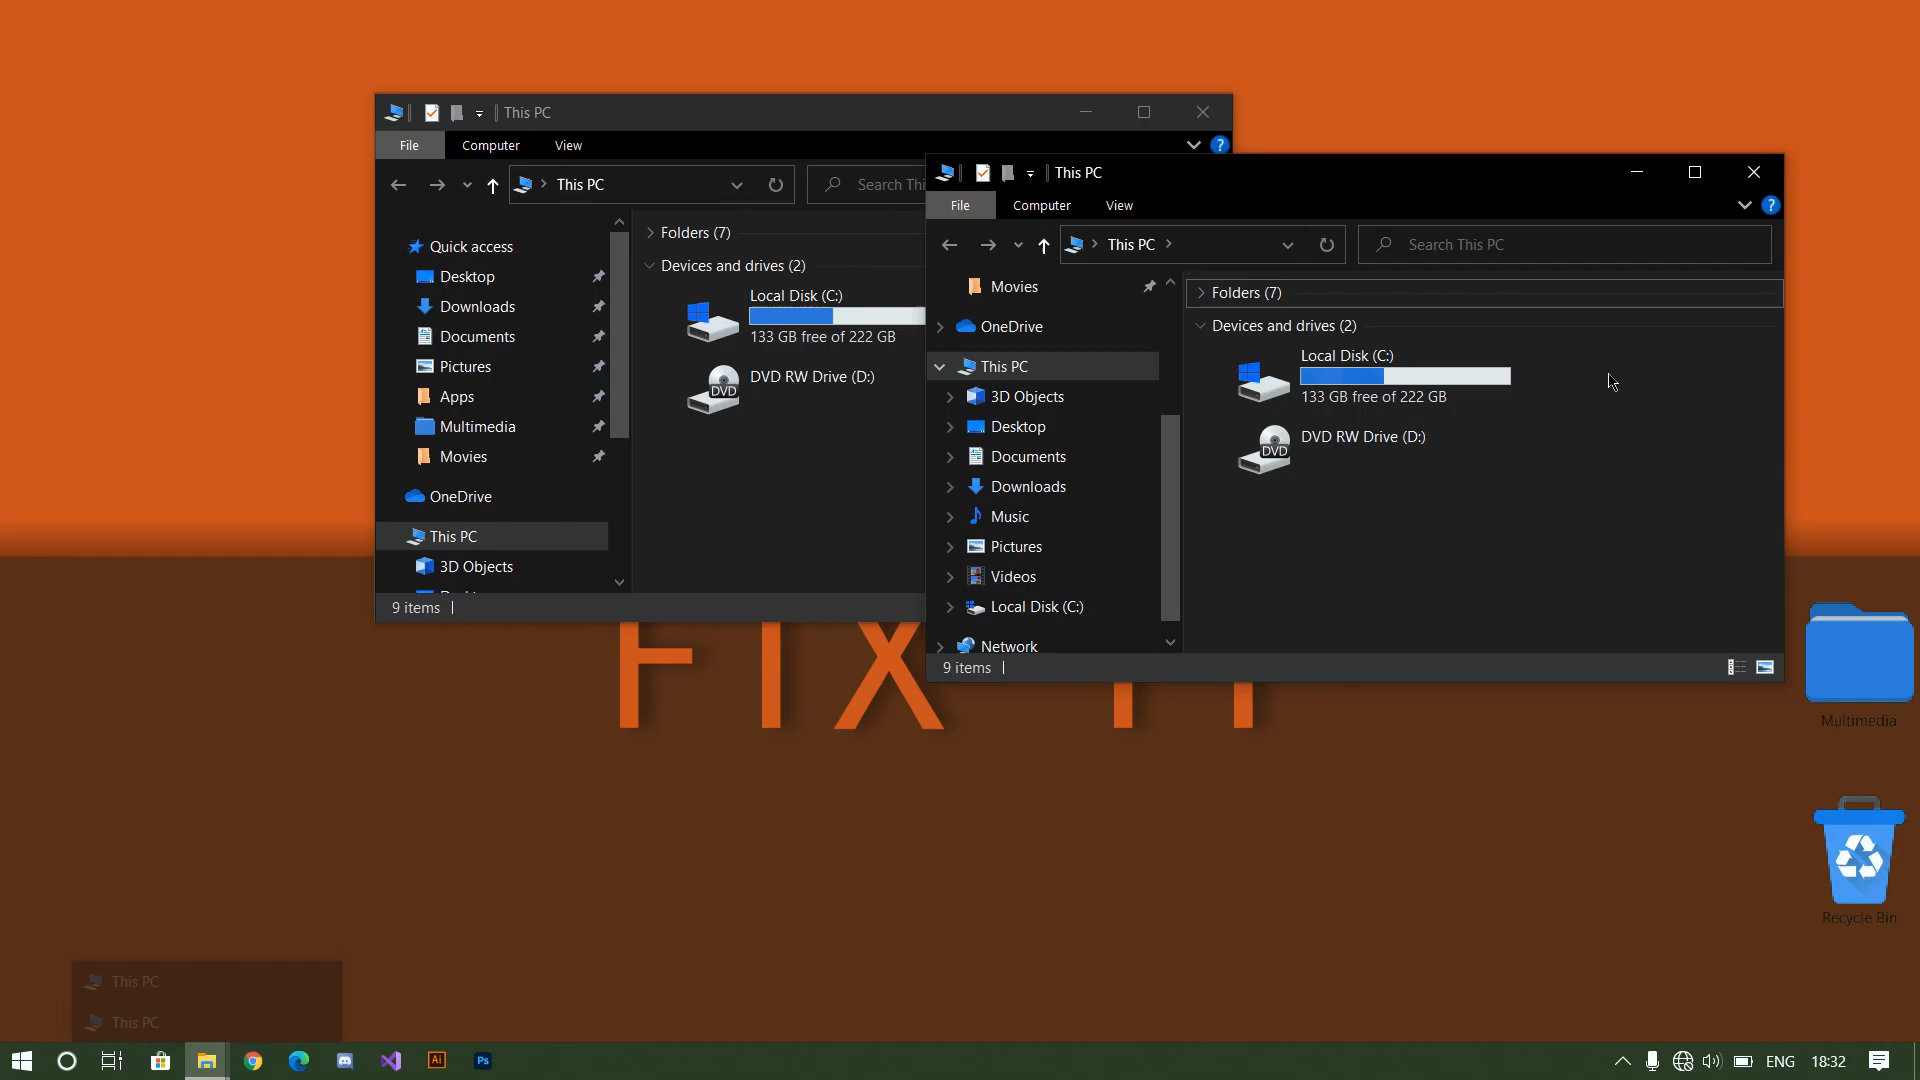 This PC
File Computer View
?
This PC
Search Thi
Quick access
Desktop
Downloads
Documents
Pictures
Apps
Multimedia
Movies
OneDrive
This PC
3D Objects
Folders (7)
Devices and drives (2)
Local Disk (C:)
133 GB free of 222 GB
DVD
DVD RW Drive (D:)
9 items
This PC
File Computer View
?
This PC
Search This PC
Movies
OneDrive
This PC
3D Objects
Desktop
Documents
Downloads
Music
Pictures
Videos
Local Disk (C:)
Network
Folders (7)
Devices and drives (2)
Local Disk (C:)
133 GB free of 222 GB
DVD
DVD RW Drive (D:)
9 items
FIX
Multimedia
Recycle Bin
This PC
This PC
Ai
Ps
ENG 18:32